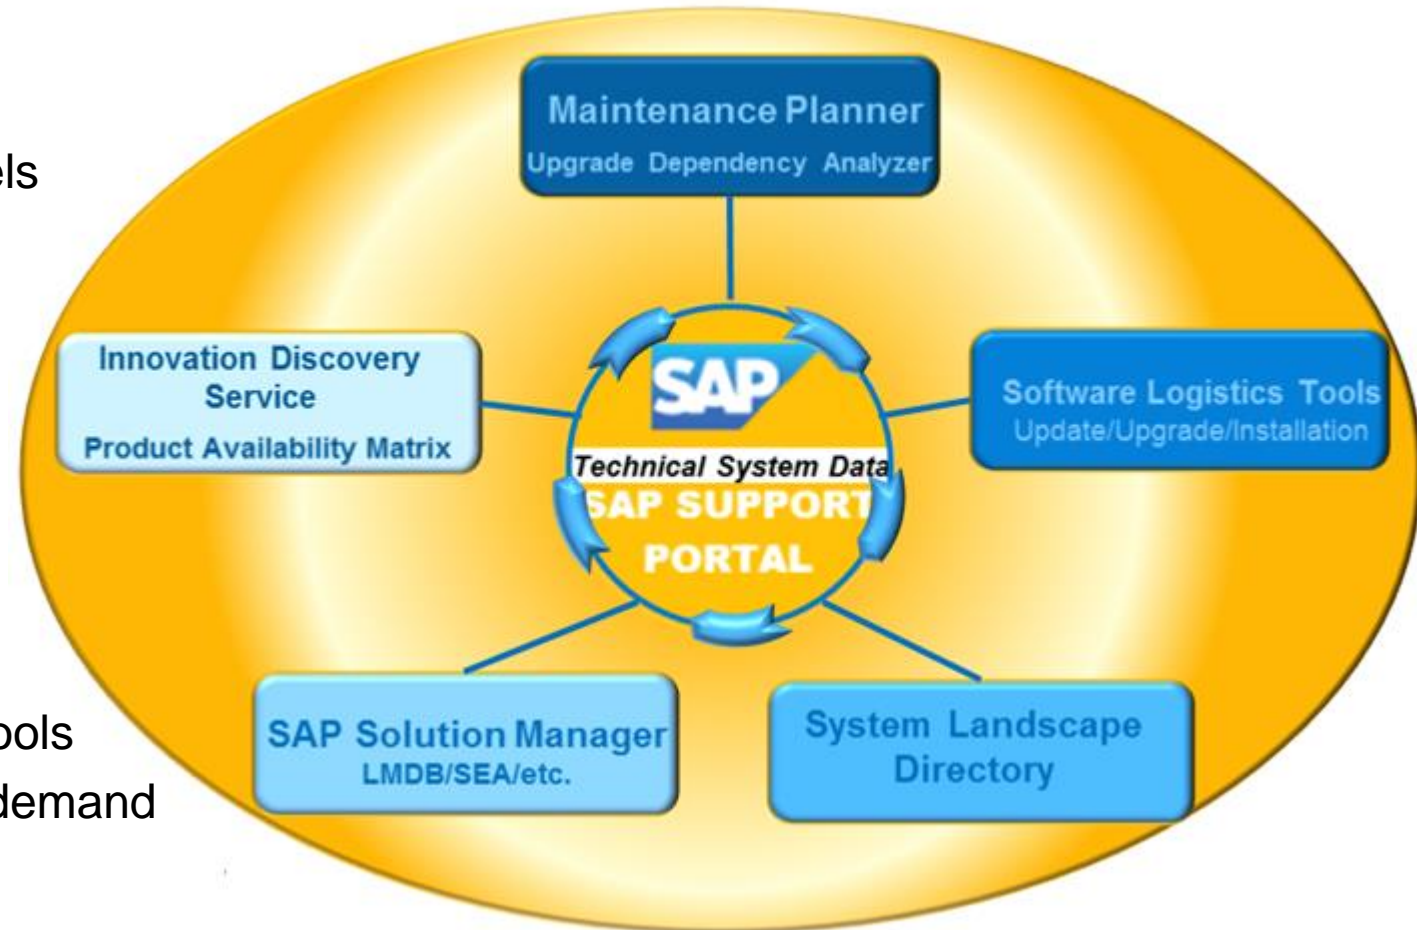 Maintenance Planner
Upgrade Dependency Analyzer
els
Innovation Discovery
Service
Product Availability Matrix
SAP
Technical System Data
SAP SUPPORT
PORTAL
Software Logistics Tools
Update/Upgrade/Installation
SAP Solution Manager
LMDB/SEA/etc.
System Landscape
Directory
ools
demand